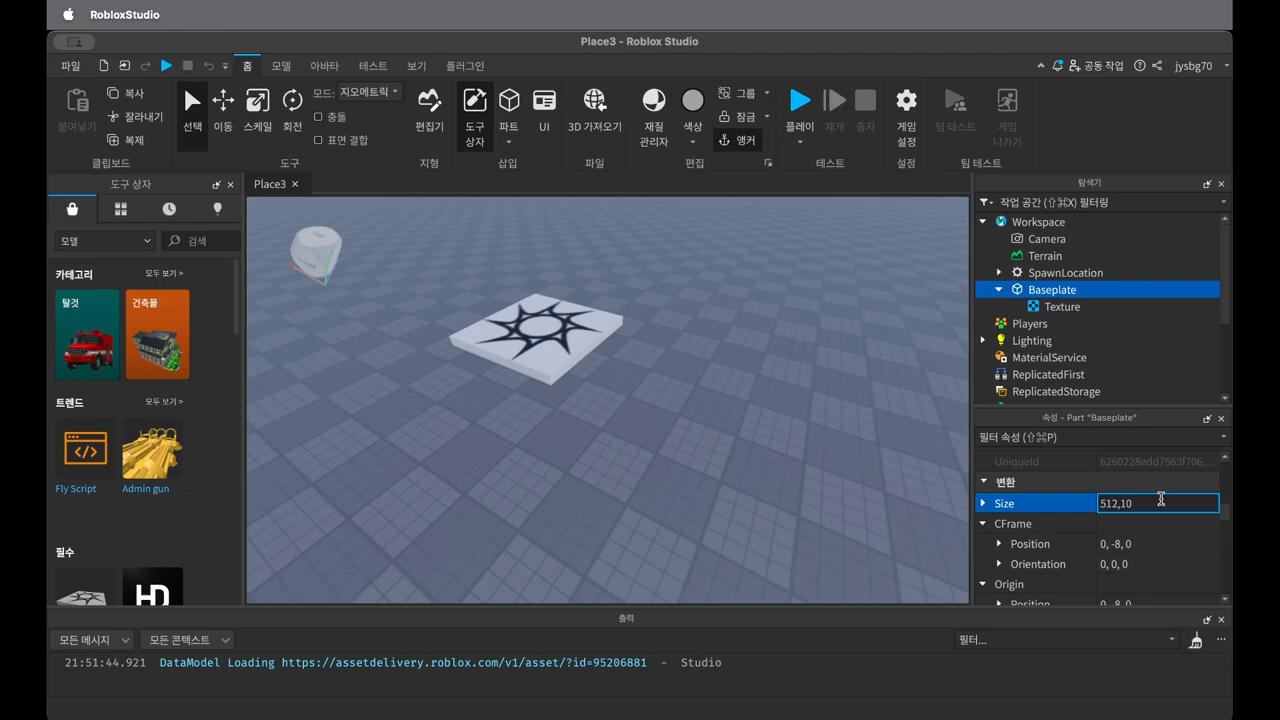 RobloxStudio
Place3 - Roblox Studio
파일
홈
모델
아바타
테스트
보기
플러그인
공동 작업
jysbg70
붙여넣기
복사
잘라내기
복제
선택
이동
스케일
회전
모드:
지오메트릭
충돌
표면 결합
편집기
도구
상자
파트
UI
3D 가져오기
재질
관리자
색상
그룹
잠금
앵커
플레이
재개
중지
게임
설정
팀 테스트
게임
나가기
클립보드
도구
지형
삽입
파일
편집
테스트
설정
팀 테스트
도구 상자
모델
검색
카테고리
모두 보기 >
탈것
건축물
트렌드
모두 보기 >
Fly Script
Admin gun
필수
HD
Place3
탐색기
작업 공간 (⇧⌘X) 필터링
Workspace
Camera
Terrain
SpawnLocation
Baseplate
Texture
Players
Lighting
MaterialService
ReplicatedFirst
ReplicatedStorage
속성 - Part "Baseplate"
필터 속성 (⇧⌘P)
UniqueId
6260228edd7563f706...
변환
Size
512,10
CFrame
Position
0, -8, 0
Orientation
0, 0, 0
Origin
Position
0, -8, 0
출력
모든 메시지
모든 콘텍스트
필터...
21:51:44.921 DataModel Loading https://assetdelivery.roblox.com/v1/asset/?id=95206881 - Studio